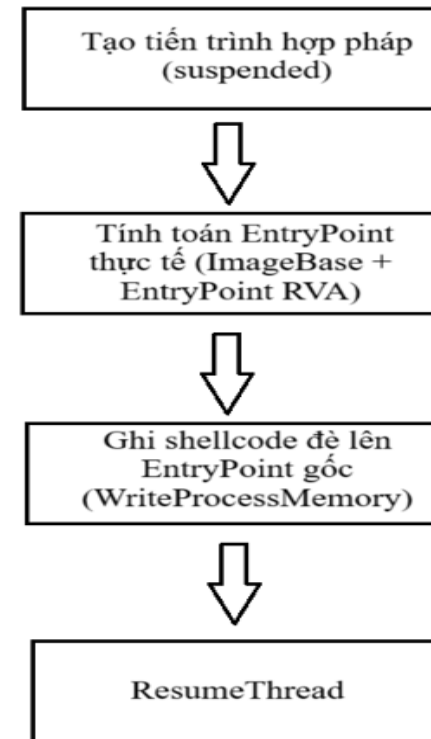 Tạo tiến trình hợp pháp
(suspended)
Tính toán EntryPoint
thực tế (ImageBase +
EntryPoint RVA)
Ghi shellcode đè lên
EntryPoint gốc
(WriteProcessMemory)
ResumeThread